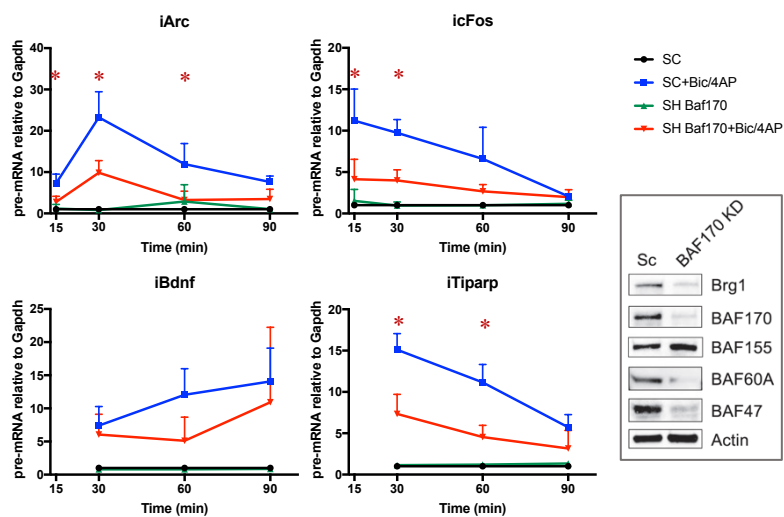 iArc
pre-mRNA relative to Gapdh
40
30
20
10
0
* * *
15 30 60 90
Time (min)
icFos
pre-mRNA relative to Gapdh
20
15
10
5
0
* *
15 30 60 90
Time (min)
SC
SC+Bic/4AP
SH Baf170
SH Baf170+Bic/4AP
iBdnf
pre-mRNA relative to Gapdh
25
20
15
10
5
0
15 30 60 90
Time (min)
iTiparp
pre-mRNA relative to Gapdh
20
15
10
5
0
* *
15 30 60 90
Time (min)
Sc BAF170 KD
Brg1
BAF170
BAF155
BAF60A
BAF47
Actin